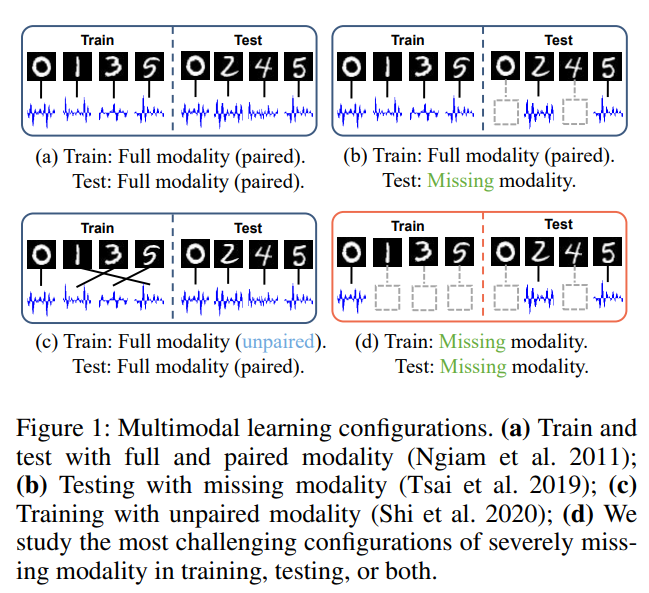 Train Test
0 1 3 5 0 2 4 5
(a) Train: Full modality (paired).
Test: Full modality (paired).
Train Test
0 1 3 5 0 2 4 5
(b) Train: Full modality (paired).
Test: Missing modality.
Train Test
0 1 3 5 0 2 4 5
(c) Train: Full modality (unpaired).
Test: Full modality (paired).
Train Test
0 1 3 5 0 2 4 5
(d) Train: Missing modality.
Test: Missing modality.
Figure 1: Multimodal learning configurations. (a) Train and
test with full and paired modality (Ngiam et al. 2011);
(b) Testing with missing modality (Tsai et al. 2019); (c)
Training with unpaired modality (Shi et al. 2020); (d) We
study the most challenging configurations of severely miss-
ing modality in training, testing, or both.